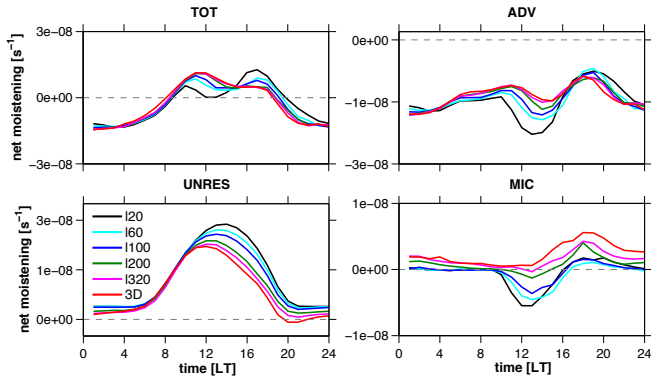 TOT
ADV
net moistening [s⁻¹]
3e−08
0e+00
−3e−08
0e+00
−1e−08
−3e−08
UNRES
MIC
net moistening [s⁻¹]
3e−08
1e−08
0e+00
l20
l60
l100
l200
l320
3D
1e−08
0e+00
−1e−08
0 4 8 12 16 20 24
0 4 8 12 16 20 24
time [LT]
time [LT]